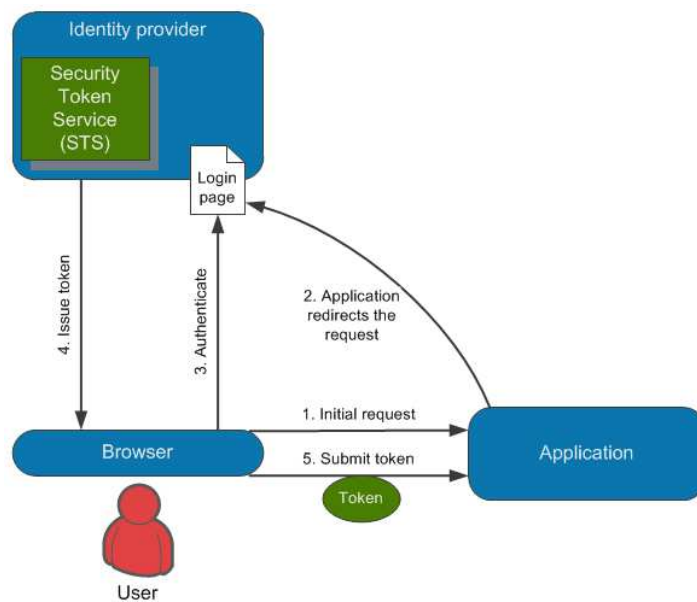 Identity provider
Security
Token
Service
(STS)
Login
page
4. Issue token
3. Authenticate
2. Application
redirects the
request
1. Initial request
Browser
5. Submit token
Application
Token
User